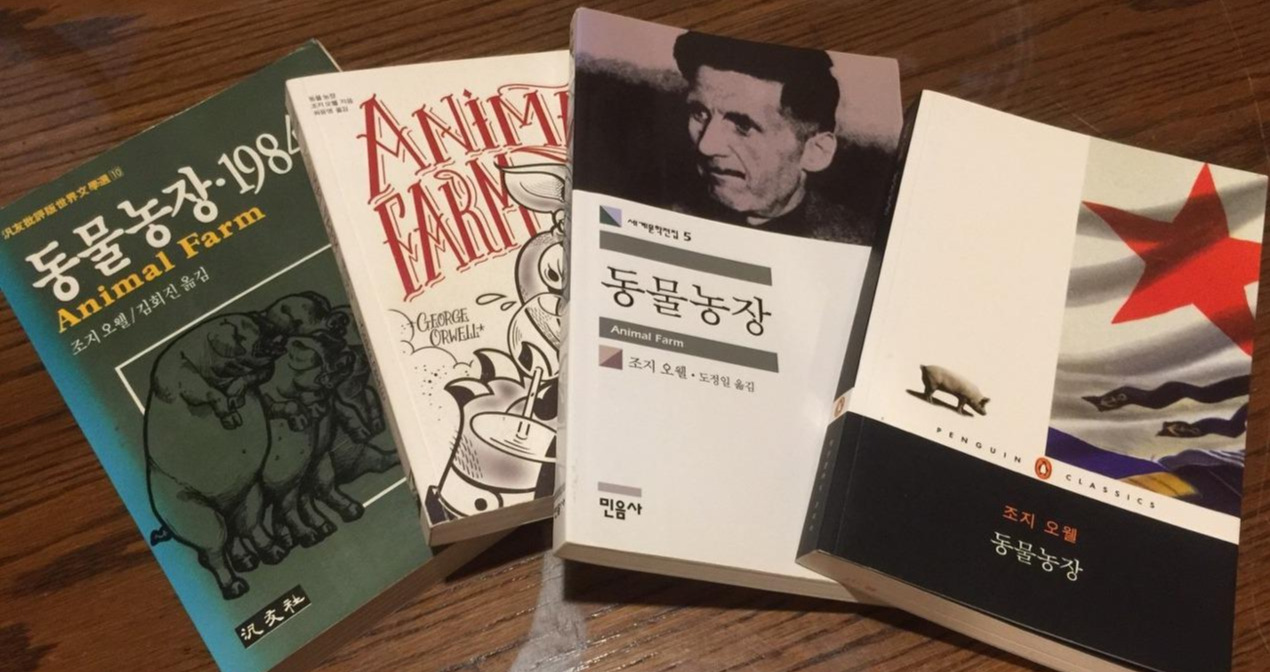 汎友批評版世界文學選 10
동물농장·1984
Animal Farm
조지 오웰/김회진 옮김
汎友社
동물농장
조지 오웰 지음
옮김
ANIM
FARM
GEORGE
ORWELL
세계문학전집 5
동물농장
Animal Farm
조지 오웰·도정일 옮김
민음사
PENGUIN CLASSICS
조지 오웰
동물농장